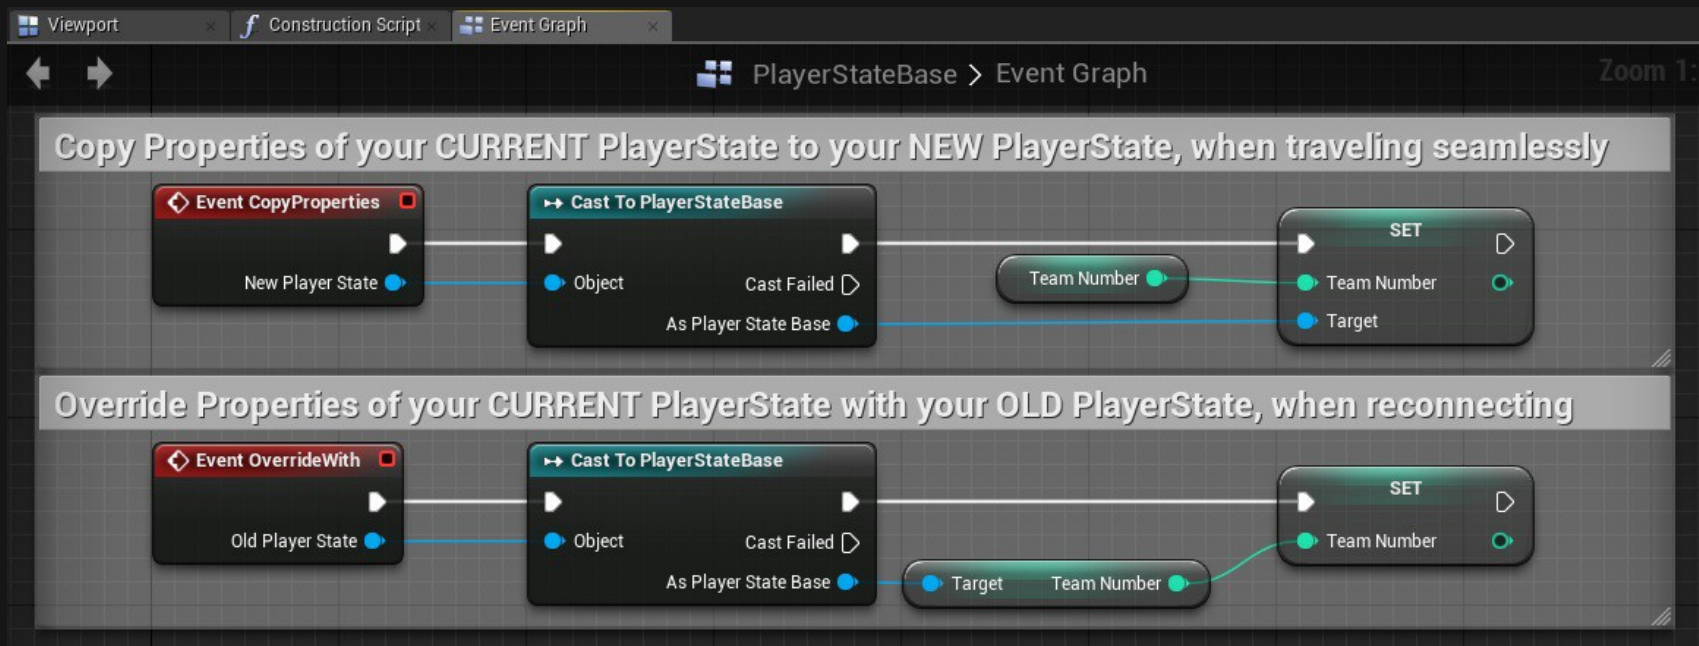 Viewport
Construction Script
Event Graph
PlayerStateBase > Event Graph
Zoom 1:
Copy Properties of your CURRENT PlayerState to your NEW PlayerState, when traveling seamlessly
Event CopyProperties
New Player State
Cast To PlayerStateBase
Object
Cast Failed
As Player State Base
Team Number
SET
Team Number
Target
Override Properties of your CURRENT PlayerState with your OLD PlayerState, when reconnecting
Event OverrideWith
Old Player State
Cast To PlayerStateBase
Object
Cast Failed
As Player State Base
Target Team Number
SET
Team Number